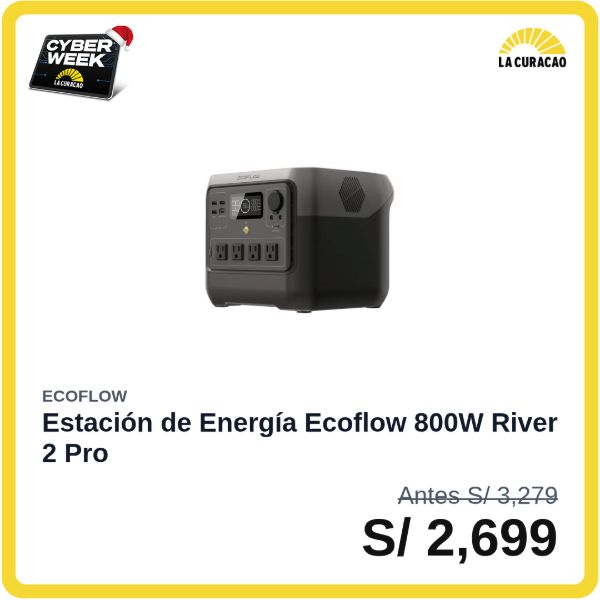 CYBER
WEEK
LA CURACAO
LA CURACAO
ECOFLOW
ECOFLOW
Estación de Energía Ecoflow 800W River
2 Pro
Antes S/ 3,279
S/ 2,699